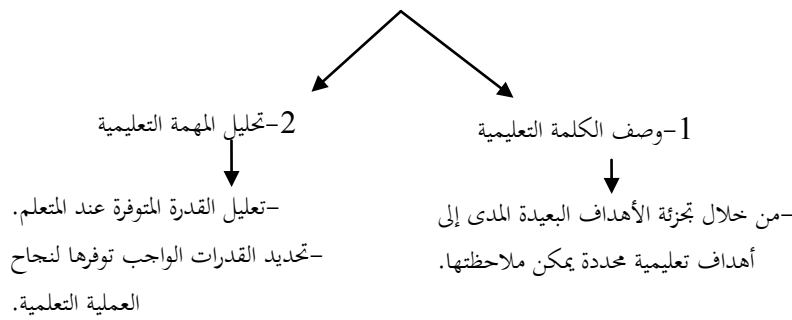 1-وصف الكلمة التعليمية
2-تحليل المهمة التعليمية
-من خلال تجزئة الأهداف البعيدة المدى إلى
أهداف تعليمية محددة يمكن ملاحظتها.
-تعليل القدرة المتوفرة عند المتعلم.
-تحديد القدرات الواجب توفرها لنجاح
العملية التعلمية.